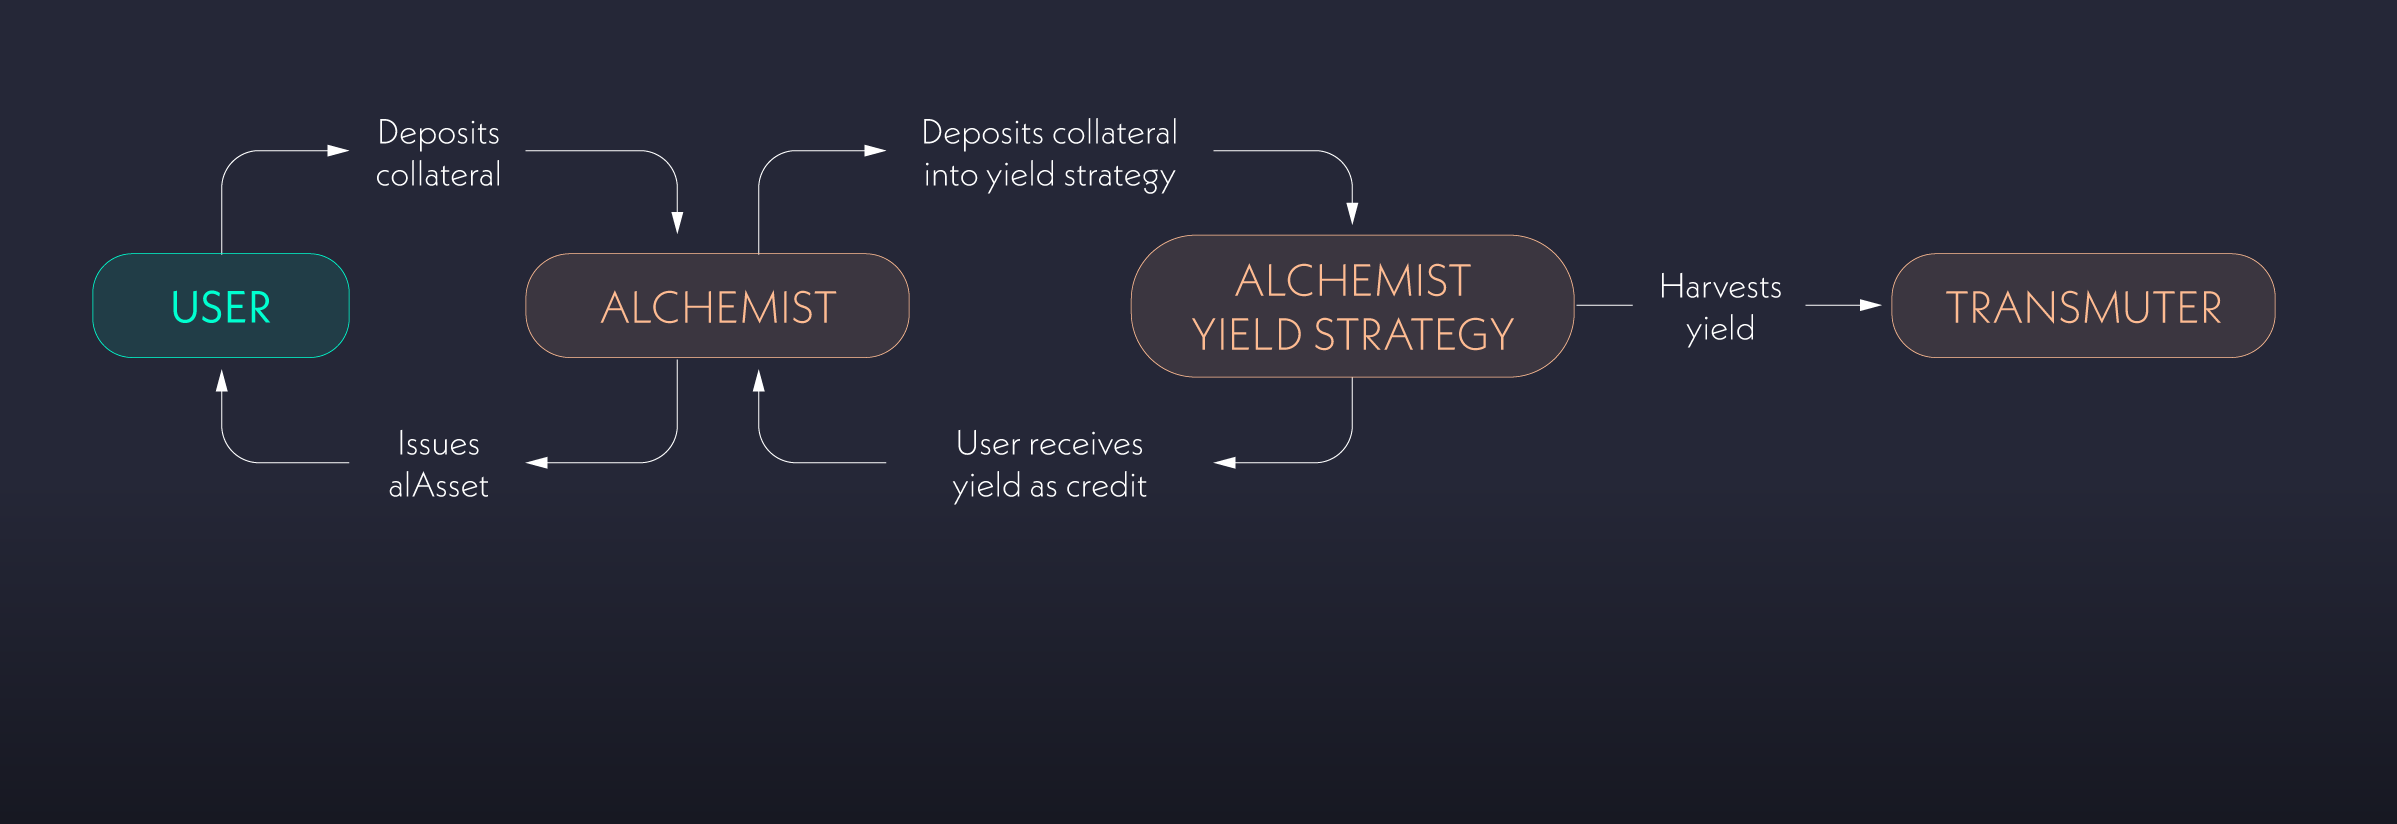 Deposits
collateral
Deposits collateral
into yield strategy
USER
ALCHEMIST
ALCHEMIST
YIELD STRATEGY
Harvests
yield
TRANSMUTER
Issues
alAsset
User receives
yield as credit